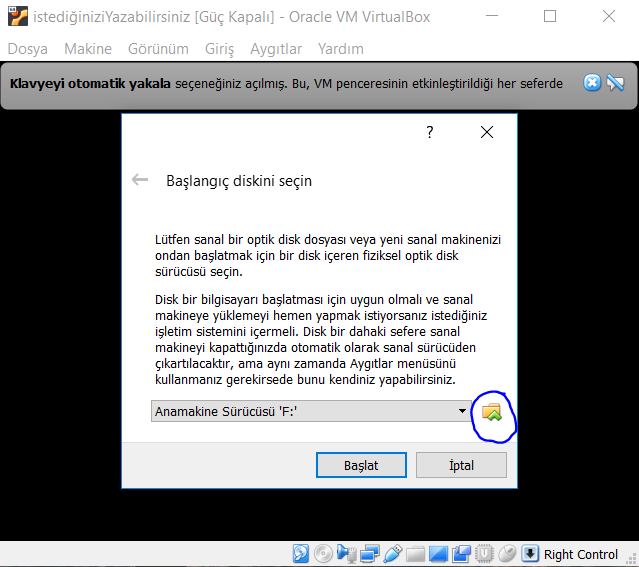 istediğiniziYazabilirsiniz [Güç Kapalı] - Oracle VM VirtualBox
Dosya Makine Görünüm Giriş Aygıtlar Yardım
Klavyeyi otomatik yakala seçeneğiniz açılmış. Bu, VM penceresinin etkinleştirildiği her seferde
?
Başlangıç diskini seçin
Lütfen sanal bir optik disk dosyası veya yeni sanal makinenizi
ondan başlatmak için bir disk içeren fiziksel optik disk
sürücüsü seçin.
Disk bir bilgisayarı başlatması için uygun olmalı ve sanal
makineye yüklemeyi hemen yapmak istiyorsanız istediğiniz
işletim sistemini içermeli. Disk bir dahaki sefere sanal
makineyi kapattığınızda otomatik olarak sanal sürücüden
çıkartılacaktır, ama aynı zamanda Aygıtlar menüsünü
kullanmanız gerekirsede bunu kendiniz yapabilirsiniz.
Anamakine Sürücüsü 'F:'
Başlat İptal
Right Control